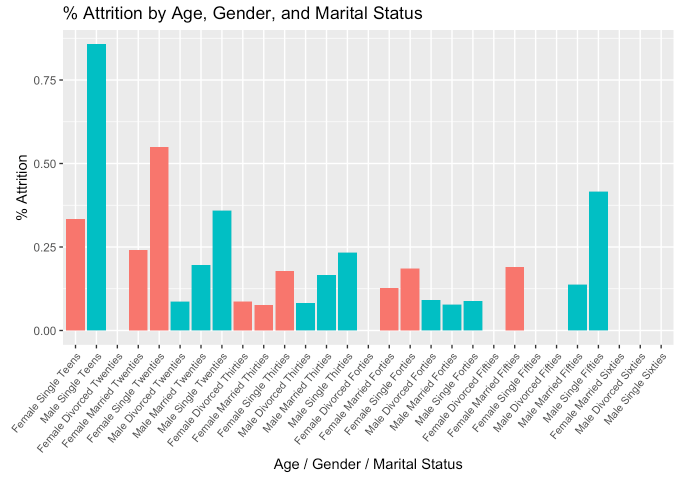 % Attrition by Age, Gender, and Marital Status
% Attrition
0.75
0.50
0.25
0.00
Female Single Teens
Male Single Teens
Female Divorced Twenties
Female Married Twenties
Female Single Twenties
Male Divorced Twenties
Male Married Twenties
Male Single Twenties
Female Divorced Thirties
Female Married Thirties
Female Single Thirties
Male Divorced Thirties
Male Married Thirties
Male Single Thirties
Female Divorced Forties
Female Married Forties
Female Single Forties
Male Divorced Forties
Male Married Forties
Male Single Forties
Female Divorced Fifties
Female Married Fifties
Female Single Fifties
Male Divorced Fifties
Male Married Fifties
Male Single Fifties
Female Married Sixties
Male Divorced Sixties
Male Single Sixties
Age / Gender / Marital Status